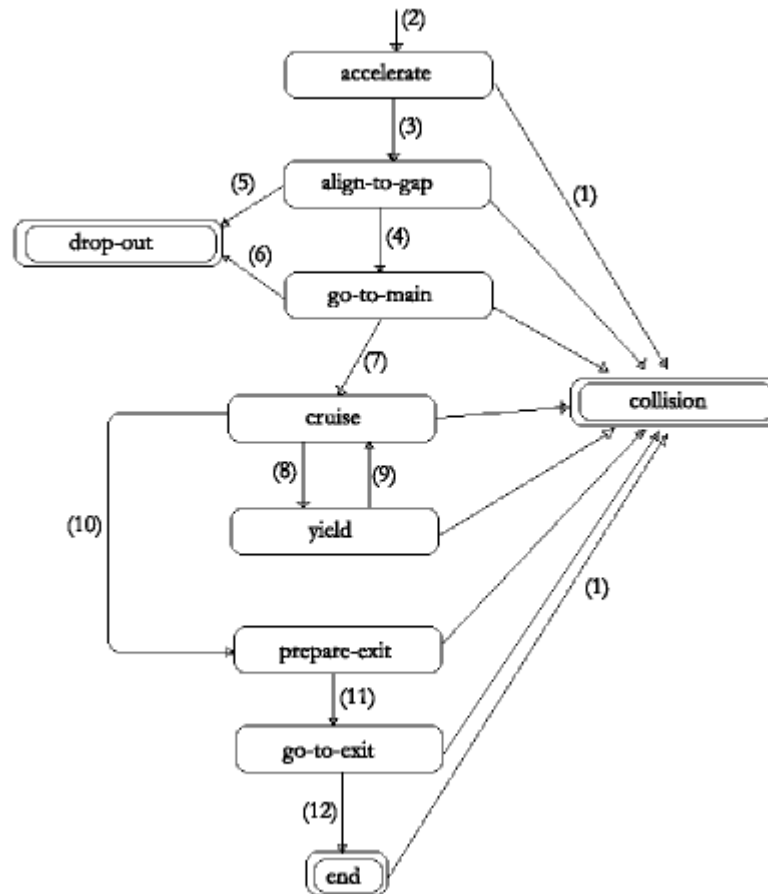 (2)
accelerate
(3)
align-to-gap
(1)
(5)
drop-out
(4)
(6)
go-to-main
(7)
collision
cruise
(8)
(9)
(10)
yield
(1)
prepare-exit
(11)
go-to-exit
(12)
end